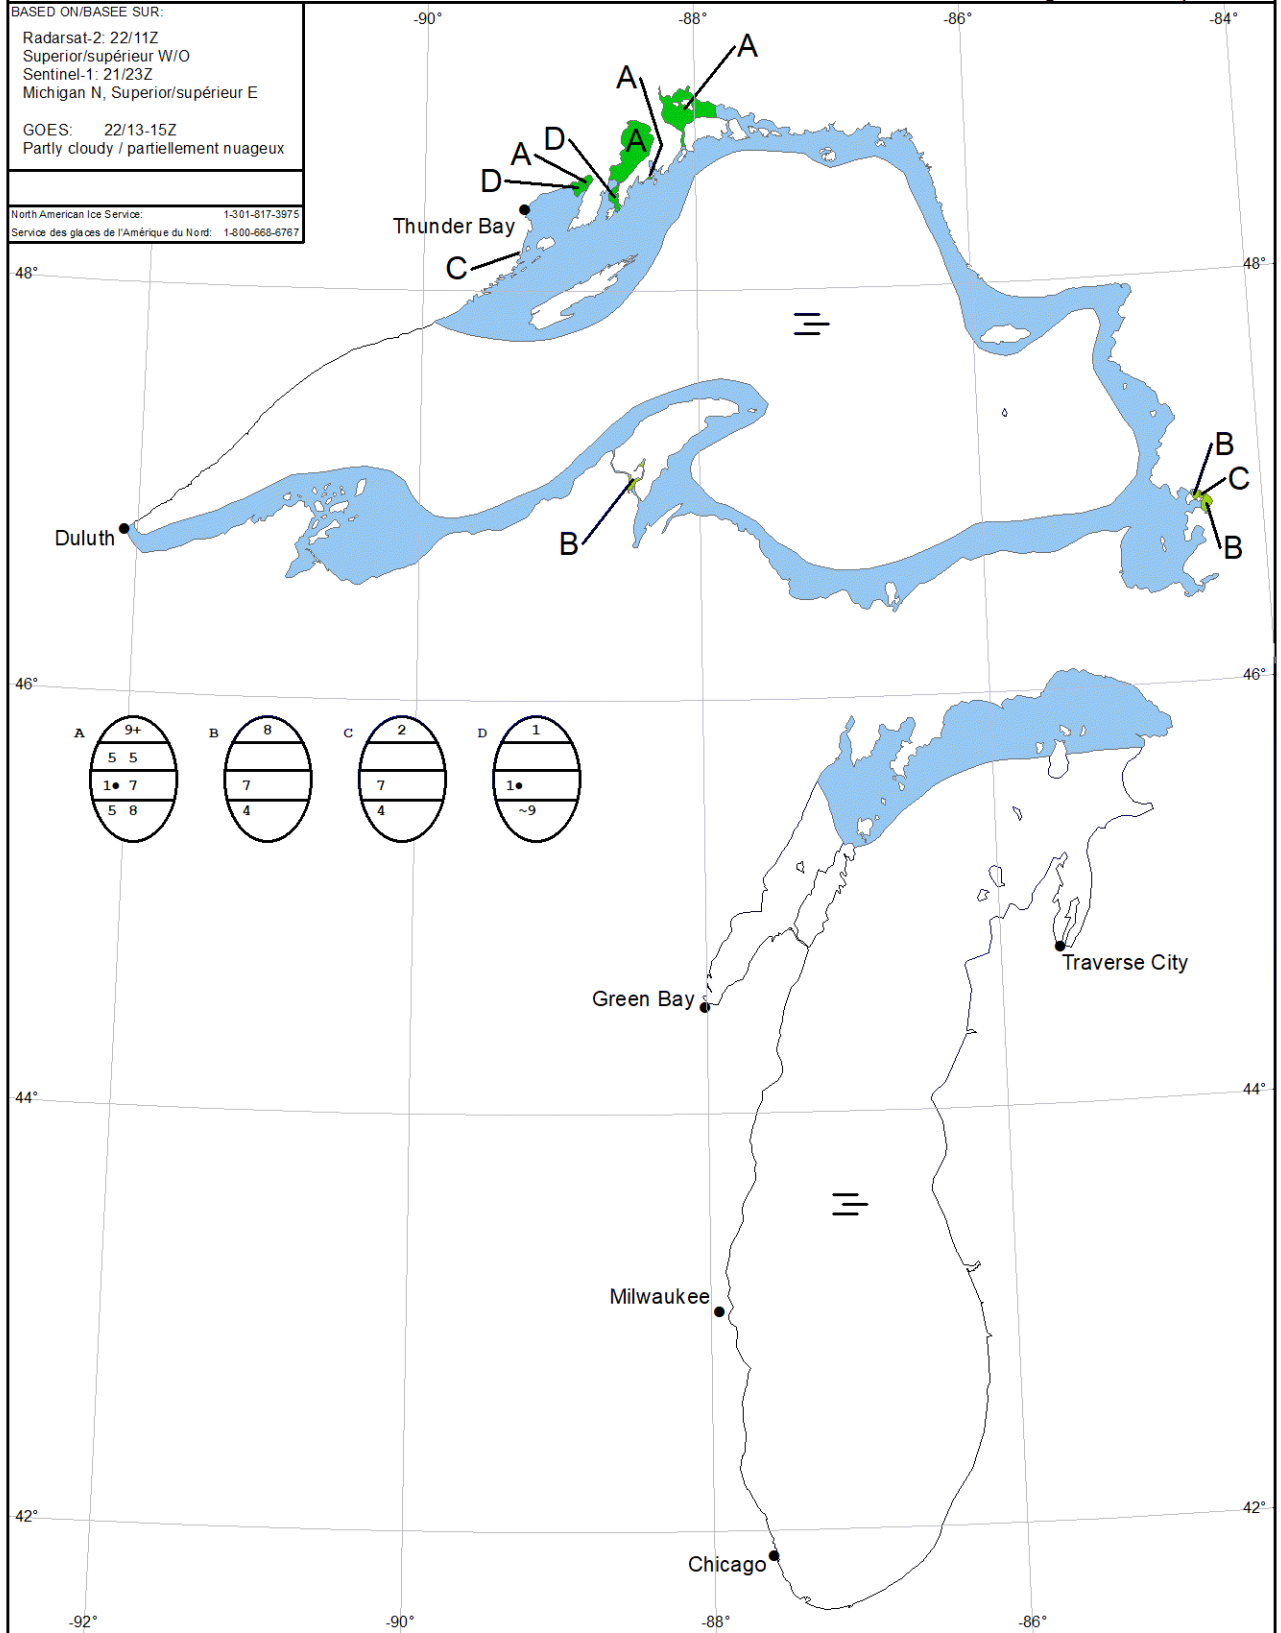 BASED ON/BASEE SUR:
Radarsat-2: 22/11Z
Superior/supérieur W/O
Sentinel-1: 21/23Z
Michigan N, Superior/supérieur E
GOES: 22/13-15Z
Partly cloudy / partiellement nuageux
North American Ice Service: 1-301-817-3975
Service des glaces de l'Amérique du Nord: 1-800-668-6767
-90° -88° -86° -84°
A
A
D
A
A
D
Thunder Bay
C
48° 48°
B
C
B
B
Duluth
46° 46°
A 9+
5 5
1• 7
5 8
B 8
7
4
C 2
7
4
D 1
1•
~9
Traverse City
Green Bay
44° 44°
Milwaukee
42° 42°
Chicago
-92° -90° -88° -86°